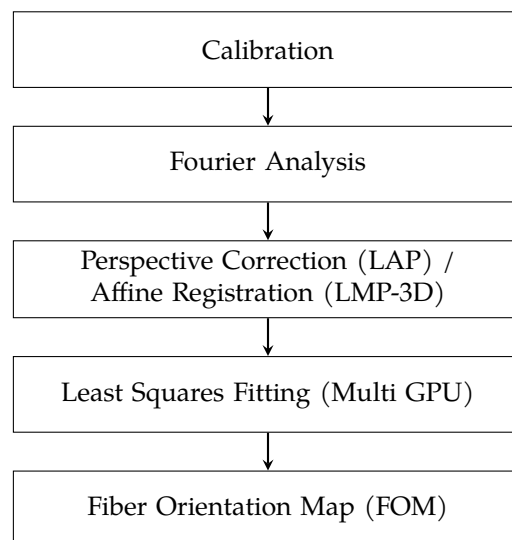 Calibration
Fourier Analysis
Perspective Correction (LAP) /
Affine Registration (LMP-3D)
Least Squares Fitting (Multi GPU)
Fiber Orientation Map (FOM)